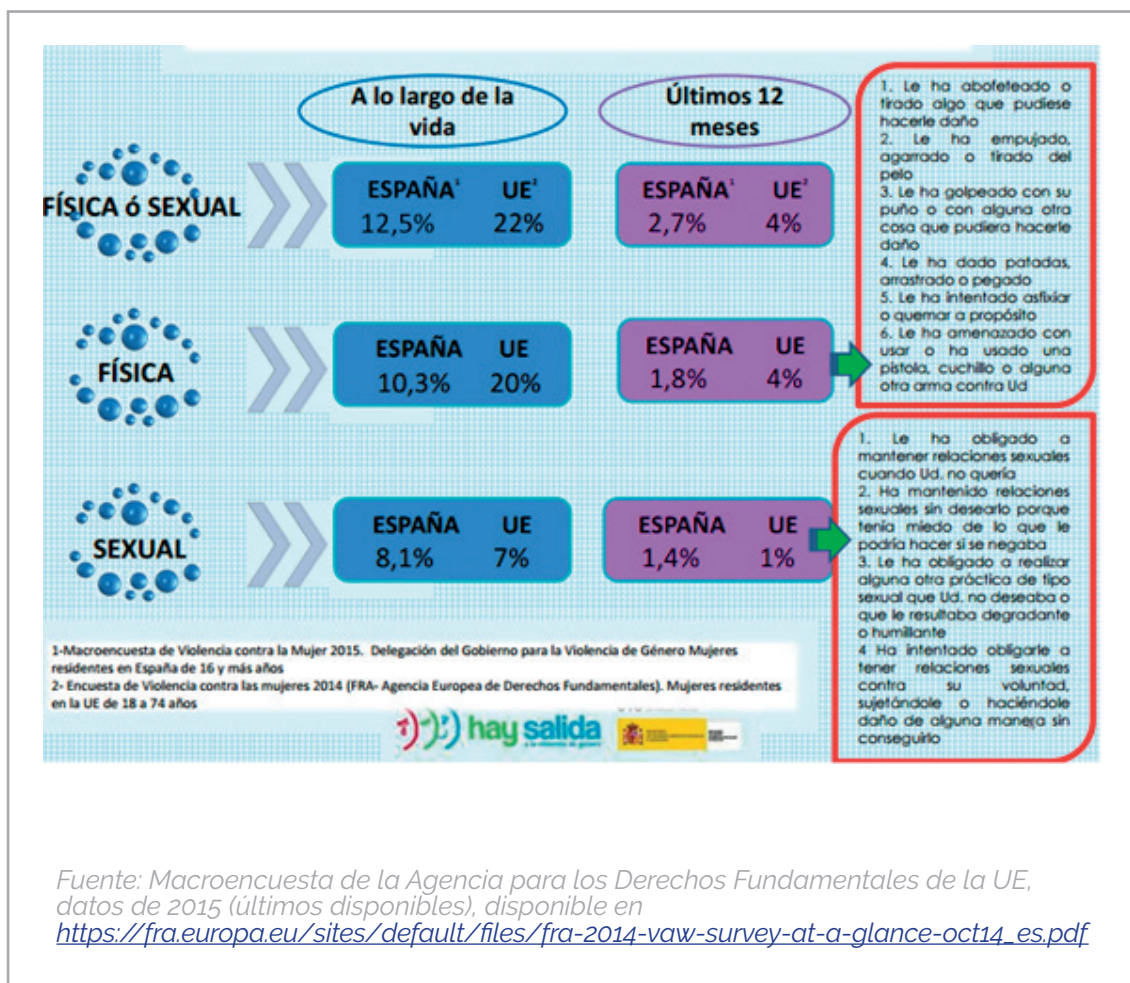 A lo largo de la
vida
Últimos 12
meses
FÍSICA ó SEXUAL
ESPAÑA¹ UE²
12,5% 22%
ESPAÑA¹ UE²
2,7% 4%
FÍSICA
ESPAÑA UE
10,3% 20%
ESPAÑA UE
1,8% 4%
SEXUAL
ESPAÑA UE
8,1% 7%
ESPAÑA UE
1,4% 1%
1. Le ha abofeteado o
tirado algo que pudiese
hacerle daño
2. Le ha empujado,
agarrado o tirado del
pelo
3. Le ha golpeado con su
puño o con alguna otra
cosa que pudiera hacerle
daño
4. Le ha dado patadas,
arrastrado o pegado
5. Le ha intentado asfixiar
o quemar a propósito
6. Le ha amenazado con
usar o ha usado una
pistola, cuchillo o alguna
otra arma contra Ud
1. Le ha obligado a
mantener relaciones sexuales
cuando Ud. no quería
2. Ha mantenido relaciones
sexuales sin desearlo porque
tenía miedo de lo que le
podría hacer si se negaba
3. Le ha obligado a realizar
alguna otra práctica de tipo
sexual que Ud. no deseaba o
que le resultaba degradante
o humillante
4 Ha intentado obligarle a
tener relaciones sexuales
contra su voluntad,
sujetándole o haciéndole
daño de alguna manera sin
conseguirlo
1-Macroencuesta de Violencia contra la Mujer 2015. Delegación del Gobierno para la Violencia de Género Mujeres
residentes en España de 16 y más años
2- Encuesta de Violencia contra las mujeres 2014 (FRA- Agencia Europea de Derechos Fundamentales). Mujeres residentes
en la UE de 18 a 74 años
hay salida
Fuente: Macroencuesta de la Agencia para los Derechos Fundamentales de la UE,
datos de 2015 (últimos disponibles), disponible en
https://fra.europa.eu/sites/default/files/fra-2014-vaw-survey-at-a-glance-oct14_es.pdf